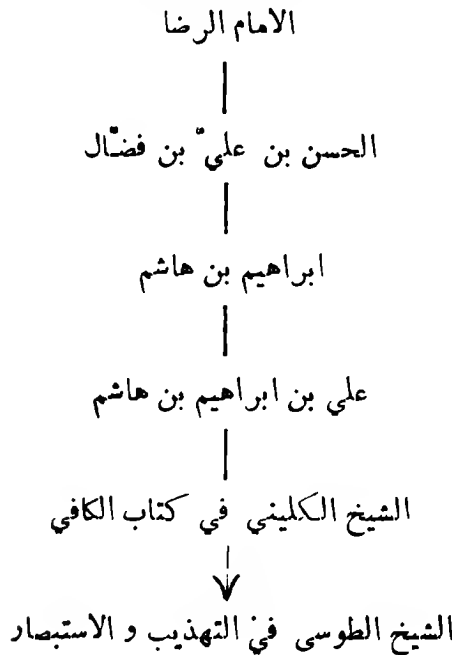 الامام الرضا
الحسن بن عليّ بن فضّال
ابراهيم بن هاشم
علي بن ابراهيم بن هاشم
الشيخ الكليني في كتاب الكافي
الشيخ الطوسى في التهذيب و الاستبصار